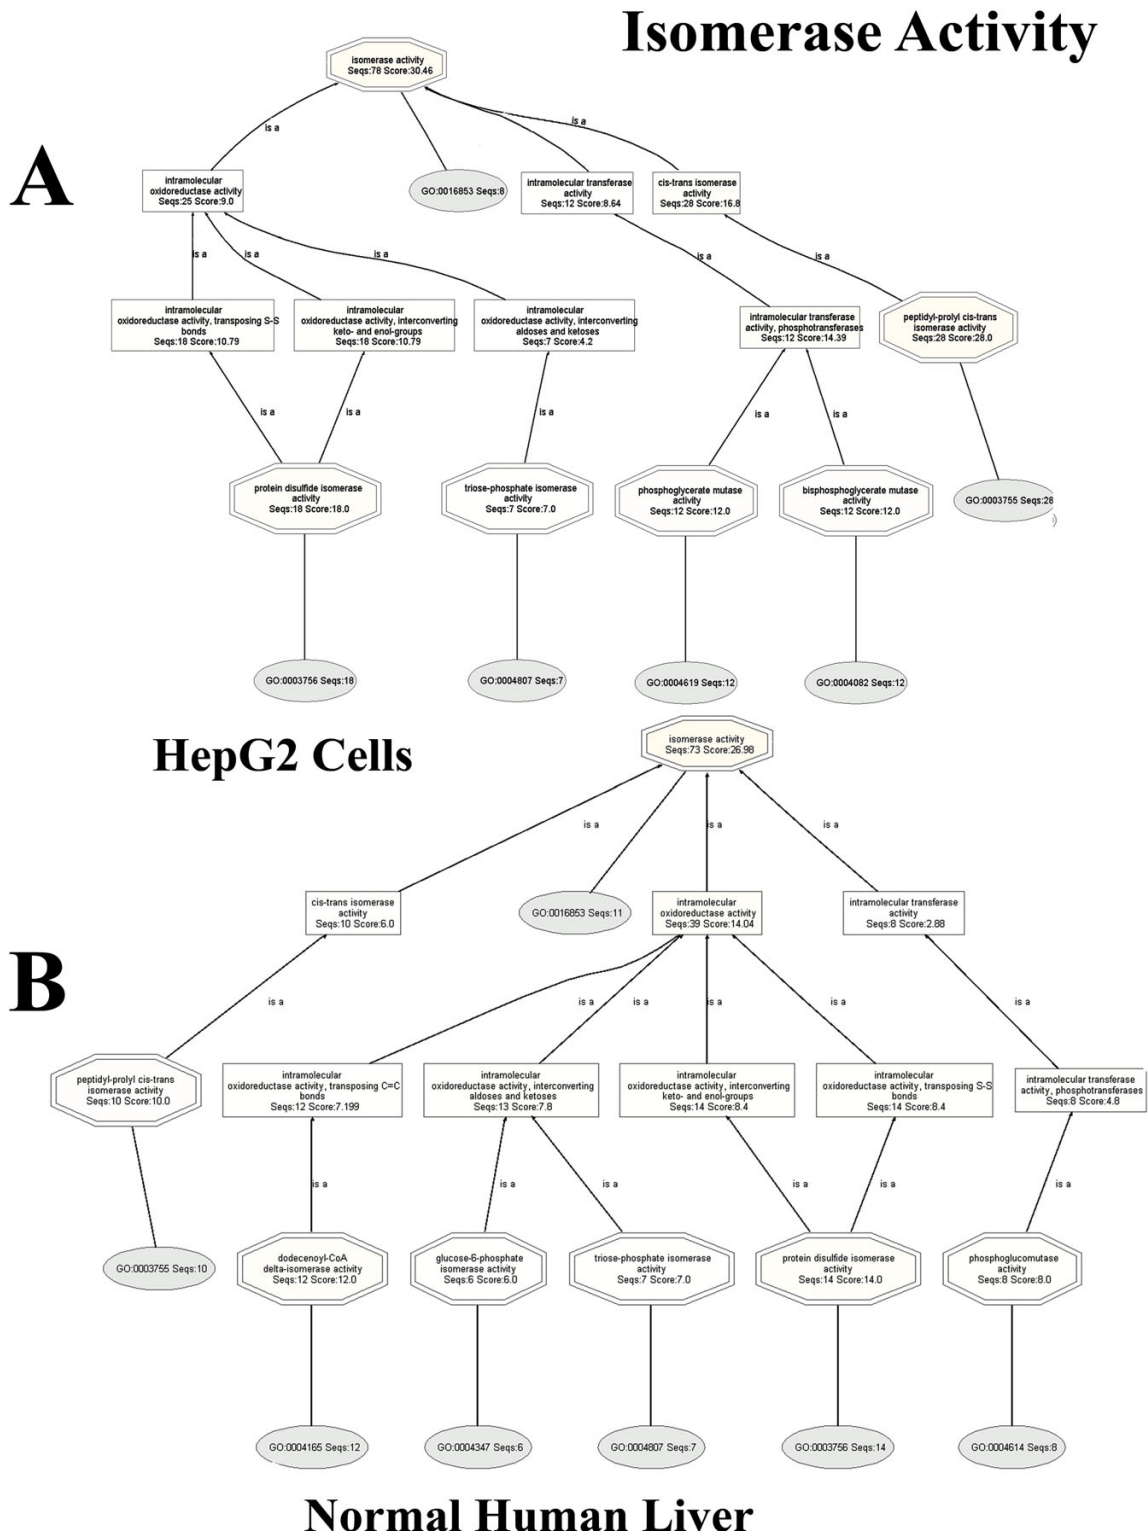 Isomerase Activity
isomerase activity
Seqs:78 Score:30.46
is a
is a
A
intramolecular
oxidoreductase activity
Seqs:25 Score:9.0
GO:0016853 Seqs:8
intramolecular transferase
activity
Seqs:12 Score:8.64
cis-trans isomerase
activity
Seqs:28 Score:16.8
is a
is a
is a
is a
is a
intramolecular
oxidoreductase activity, transposing S-S
bonds
Seqs:18 Score:10.79
intramolecular
oxidoreductase activity, interconverting
keto- and enol-groups
Seqs:18 Score:10.79
intramolecular
oxidoreductase activity, interconverting
aldoses and ketoses
Seqs:7 Score:4.2
intramolecular transferase
activity, phosphotransferases
Seqs:12 Score:14.39
peptidyl-prolyl cis-trans
isomerase activity
Seqs:28 Score:28.0
is a
is a
is a
is a
is a
protein disulfide isomerase
activity
Seqs:18 Score:18.0
triose-phosphate isomerase
activity
Seqs:7 Score:7.0
phosphoglycerate mutase
activity
Seqs:12 Score:12.0
bisphosphoglycerate mutase
activity
Seqs:12 Score:12.0
GO:0003755 Seqs:28
GO:0003756 Seqs:18
GO:0004807 Seqs:7
GO:0004619 Seqs:12
GO:0004082 Seqs:12
HepG2 Cells
isomerase activity
Seqs:73 Score:26.98
is a
is a
is a
cis-trans isomerase
activity
Seqs:10 Score:6.0
GO:0016853 Seqs:11
intramolecular
oxidoreductase activity
Seqs:39 Score:14.04
intramolecular transferase
activity
Seqs:8 Score:2.88
B
is a
is a
is a
is a
is a
is a
peptidyl-prolyl cis-trans
isomerase activity
Seqs:10 Score:10.0
intramolecular
oxidoreductase activity, transposing C=C
bonds
Seqs:12 Score:7.199
intramolecular
oxidoreductase activity, interconverting
aldoses and ketoses
Seqs:13 Score:7.8
intramolecular
oxidoreductase activity, interconverting
keto- and enol-groups
Seqs:14 Score:8.4
intramolecular
oxidoreductase activity, transposing S-S
bonds
Seqs:14 Score:8.4
intramolecular transferase
activity, phosphotransferases
Seqs:8 Score:4.8
is a
is a
is a
is a
is a
is a
GO:0003755 Seqs:10
dodecenoyl-CoA
delta-isomerase activity
Seqs:12 Score:12.0
glucose-6-phosphate
isomerase activity
Seqs:6 Score:6.0
triose-phosphate isomerase
activity
Seqs:7 Score:7.0
protein disulfide isomerase
activity
Seqs:14 Score:14.0
phosphoglucomutase
activity
Seqs:8 Score:8.0
GO:0004165 Seqs:12
GO:0004347 Seqs:6
GO:0004807 Seqs:7
GO:0003756 Seqs:14
GO:0004614 Seqs:8
Normal Human Liver